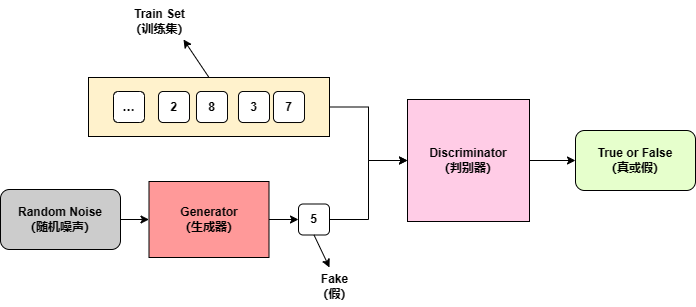 Train Set
(训练集)
... 2 8 3 7
Discriminator
(判别器)
True or False
(真或假)
Random Noise
(随机噪声)
Generator
(生成器)
5
Fake
(假)